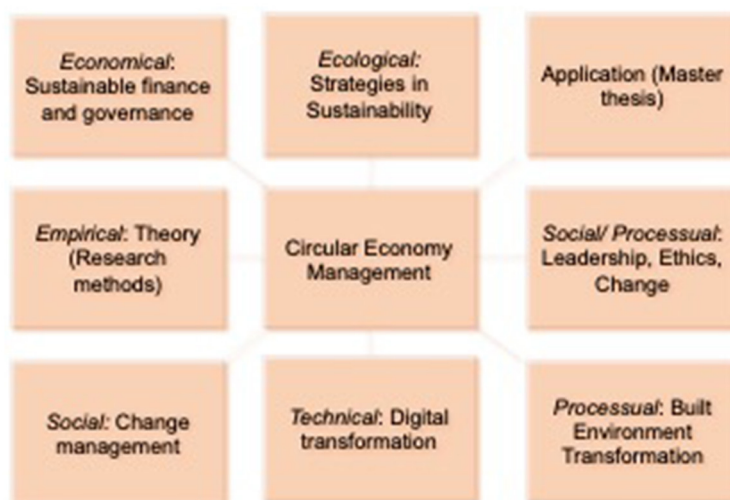 Economical:
Sustainable finance
and governance
Ecological:
Strategies in
Sustainability
Application (Master
thesis)
Empirical: Theory
(Research
methods)
Circular Economy
Management
Social/ Processual:
Leadership, Ethics,
Change
Social: Change
management
Technical: Digital
transformation
Processual: Built
Environment
Transformation